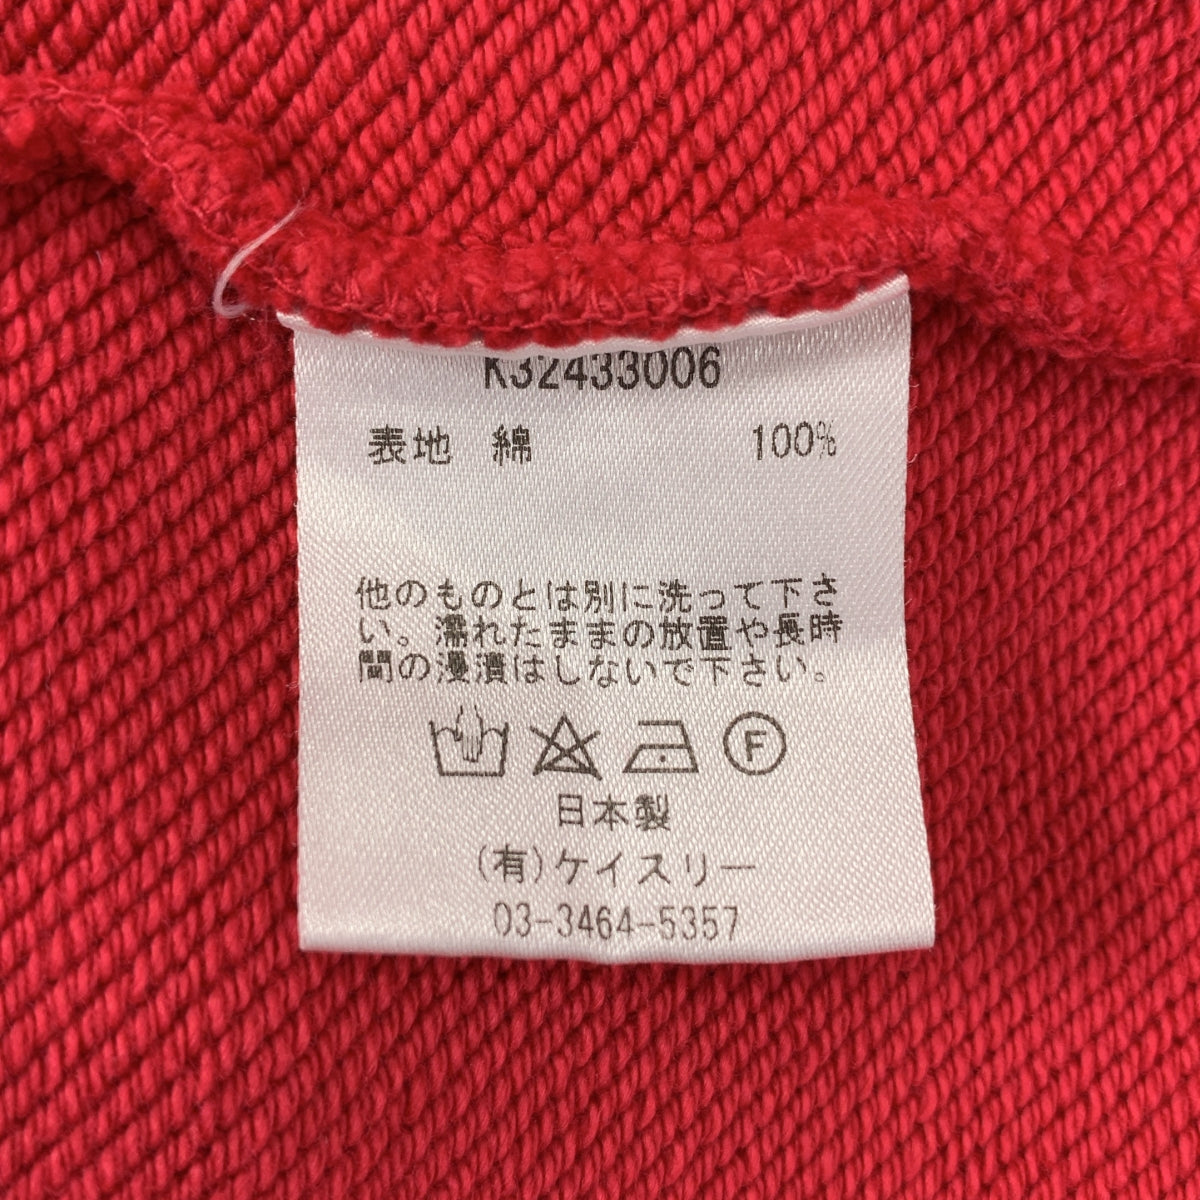 K32433006
表地 綿 100%
他のものとは別に洗って下さ
い。濡れたままの放置や長時
間の浸漬はしないで下さい。
F
日本製
(有)ケイスリー
03-3464-5357